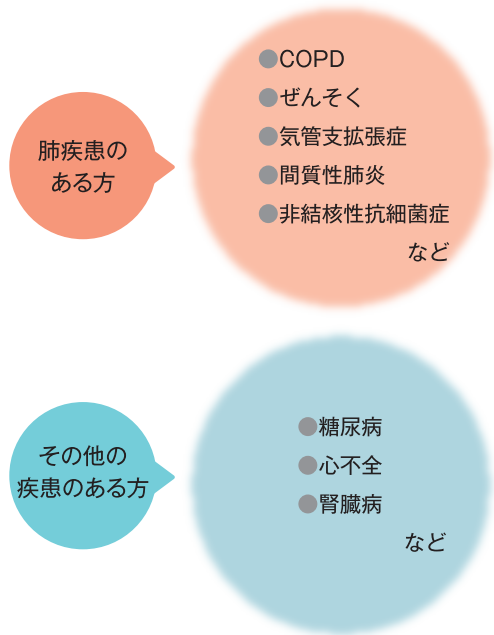 肺疾患の
ある方
●COPD
●ぜんそく
●気管支拡張症
●間質性肺炎
●非結核性抗細菌症
など
その他の
疾患のある方
●糖尿病
●心不全
●腎臓病
など